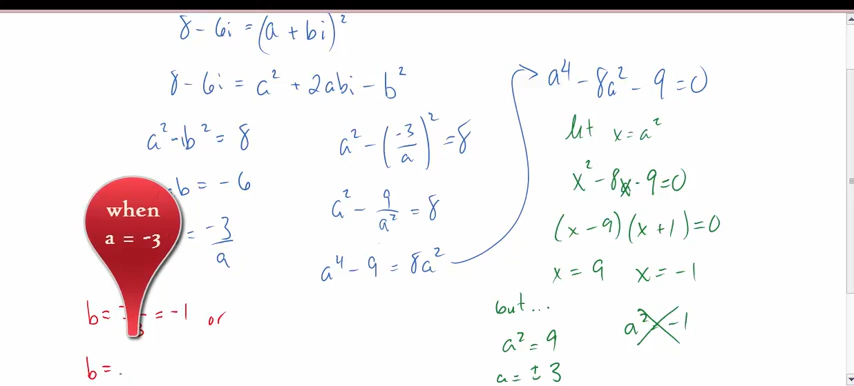 8 - 6i = (a + bi)²
8 - 6i = a² + 2abi - b²
a² - b² = 8
b = -6
= -3/a
b = = -1 or
b = .
when
a = -3
a² - (-3/a)² = 8
a² - 9/a² = 8
a⁴ - 9 = 8a²
a⁴ - 8a² - 9 = 0
let x = a²
x² - 8x - 9 = 0
(x - 9)(x + 1) = 0
x = 9 x = -1
but...
a² = 9
a = ± 3
a² = -1